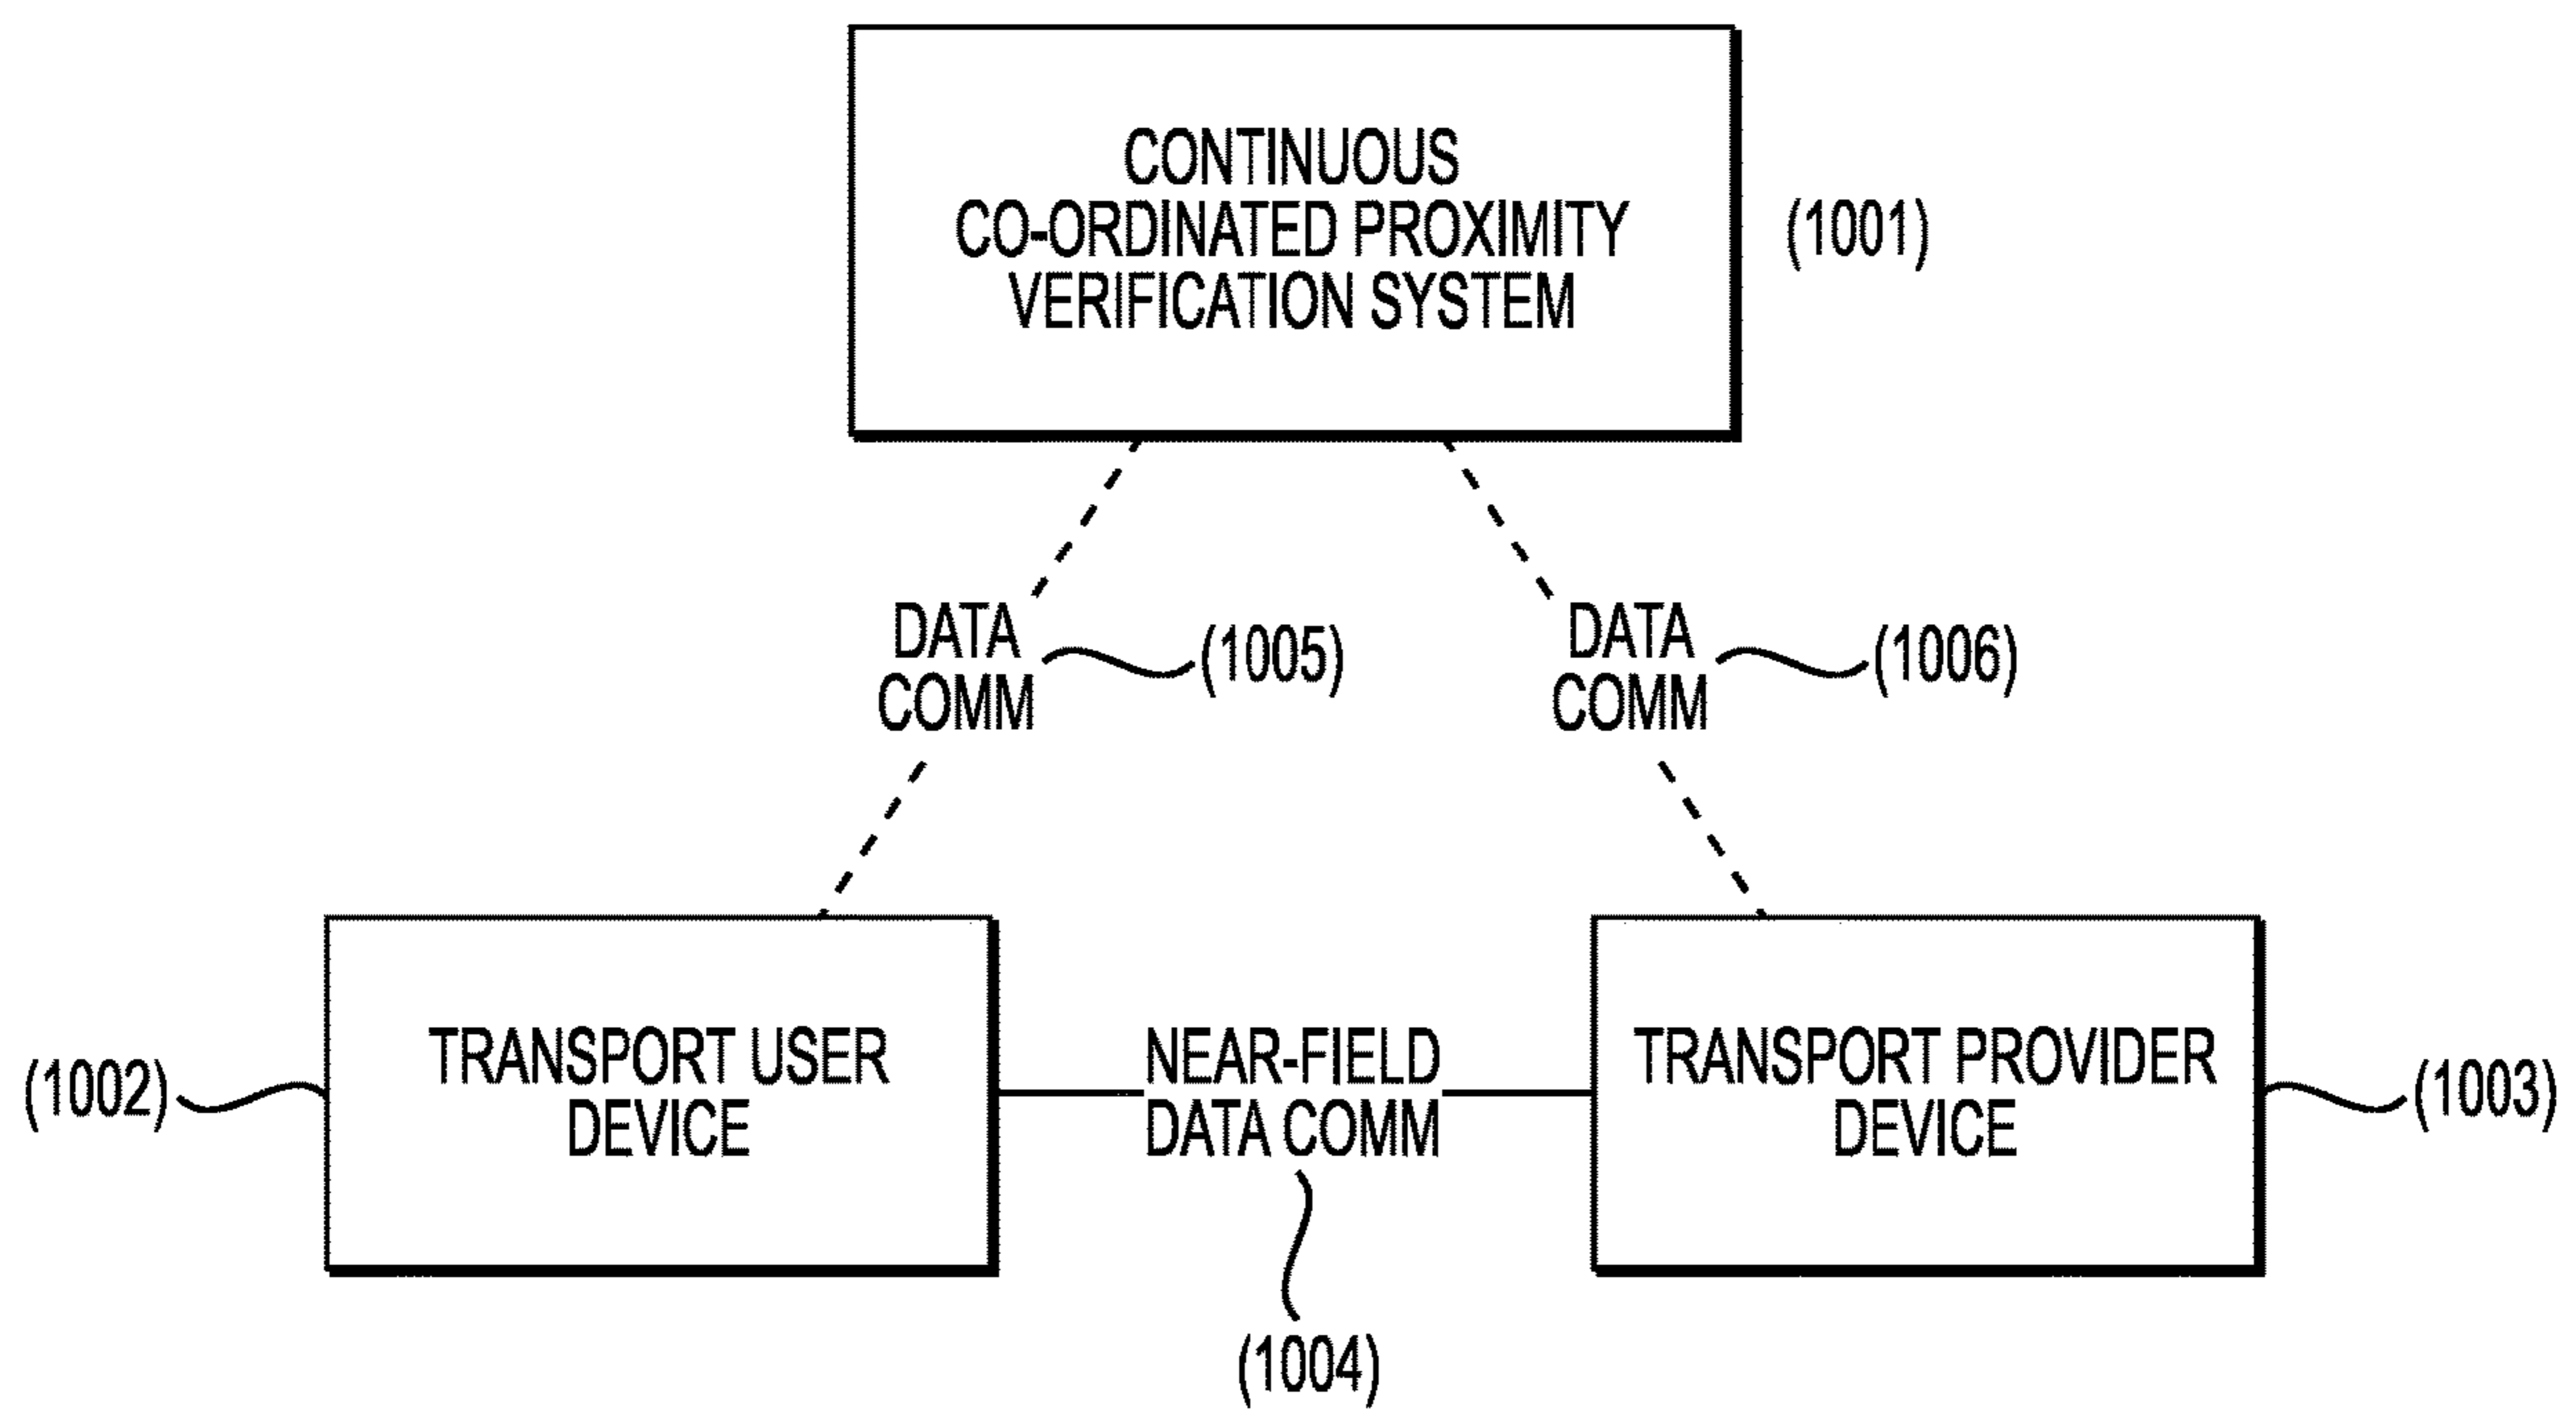 CONTINUOUS
CO-ORDINATED PROXIMITY
VERIFICATION SYSTEM
(1001)
DATA
COMM
(1005)
DATA
COMM
(1006)
(1002)
TRANSPORT USER
DEVICE
NEAR-FIELD
DATA COMM
(1004)
TRANSPORT PROVIDER
DEVICE
(1003)